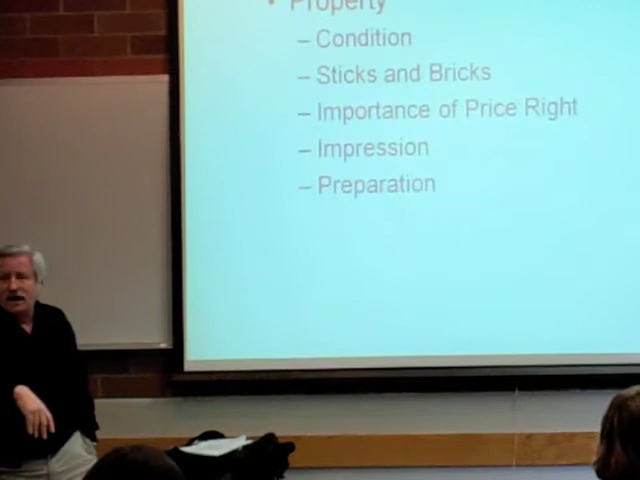 • Property
– Condition
– Sticks and Bricks
– Importance of Price Right
– Impression
– Preparation